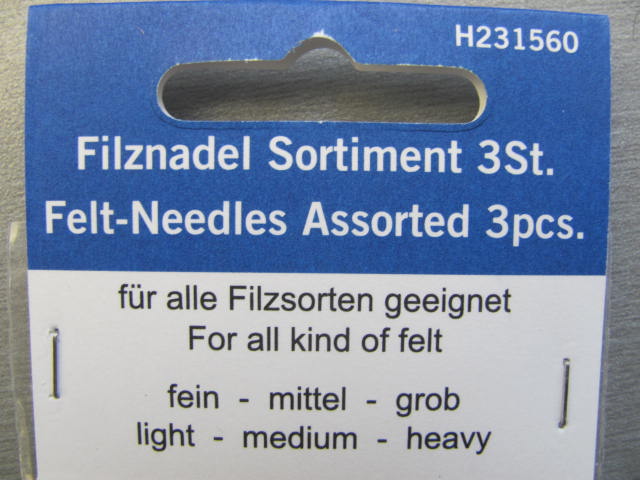 H231560
Filznadel Sortiment 3St.
Felt-Needles Assorted 3pcs.
für alle Filzsorten geeignet
For all kind of felt
fein - mittel - grob
light - medium - heavy